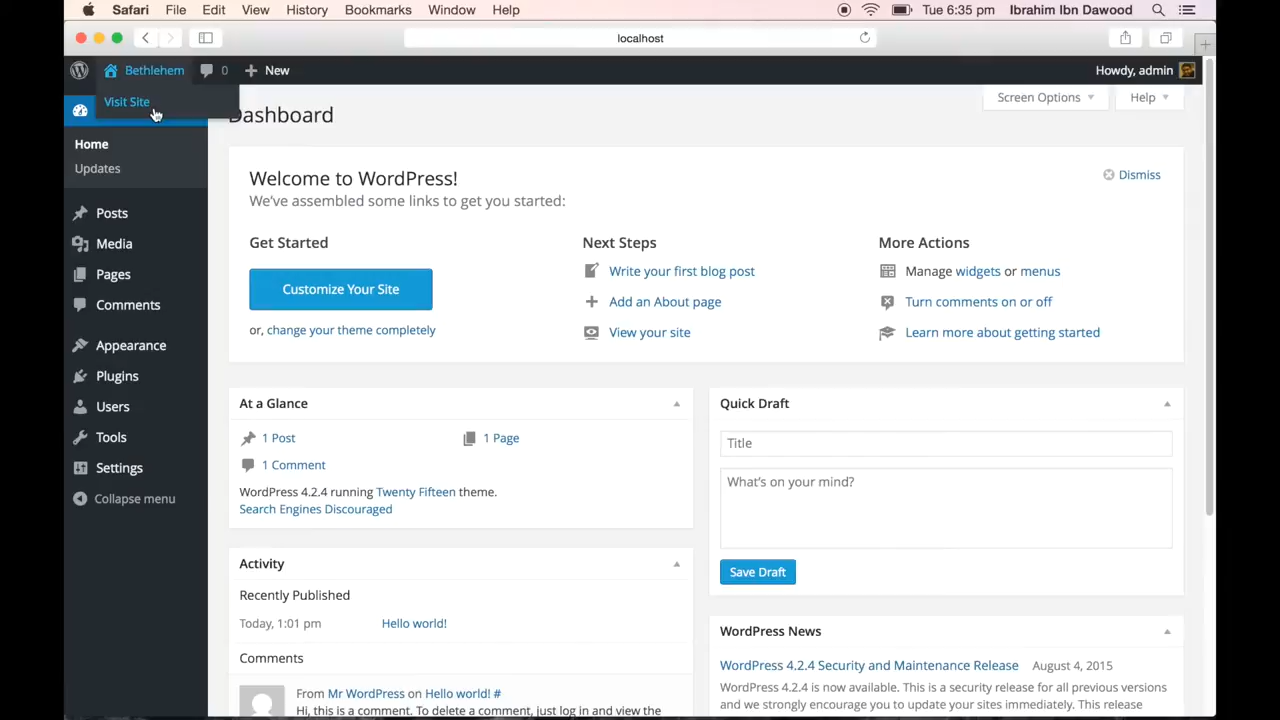 Safari File Edit View History Bookmarks Window Help Tue 6:35 pm Ibrahim Ibn Dawood
localhost
Bethlehem 0 New Howdy, admin
Visit Site
Screen Options Help
Dashboard
Home
Updates
Posts
Media
Pages
Comments
Appearance
Plugins
Users
Tools
Settings
Collapse menu
Welcome to WordPress!
Dismiss
We've assembled some links to get you started:
Get Started
Customize Your Site
or, change your theme completely
Next Steps
Write your first blog post
Add an About page
View your site
More Actions
Manage widgets or menus
Turn comments on or off
Learn more about getting started
At a Glance
1 Post 1 Page
1 Comment
WordPress 4.2.4 running Twenty Fifteen theme.
Search Engines Discouraged
Activity
Recently Published
Today, 1:01 pm Hello world!
Comments
From Mr WordPress on Hello world! #
Hi, this is a comment. To delete a comment, just log in and view the
Quick Draft
Title
What's on your mind?
Save Draft
WordPress News
WordPress 4.2.4 Security and Maintenance Release August 4, 2015
WordPress 4.2.4 is now available. This is a security release for all previous versions
and we strongly encourage you to update your sites immediately. This release